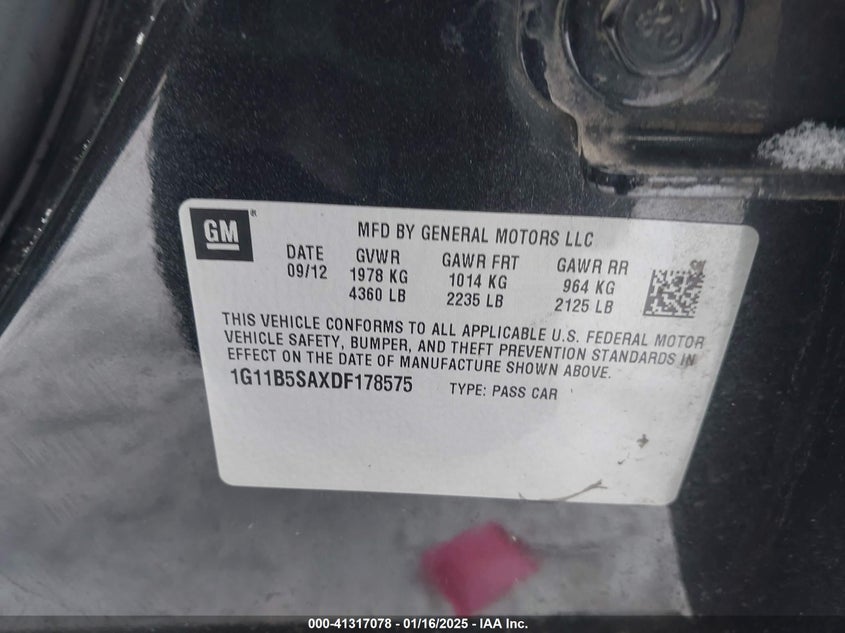 GM ®
MFD BY GENERAL MOTORS LLC
DATE GVWR GAWR FRT GAWR RR
09/12 1978 KG 1014 KG 964 KG
4360 LB 2235 LB 2125 LB
THIS VEHICLE CONFORMS TO ALL APPLICABLE U.S. FEDERAL MOTOR
VEHICLE SAFETY, BUMPER, AND THEFT PREVENTION STANDARDS IN
EFFECT ON THE DATE OF MANUFACTURE SHOWN ABOVE.
1G11B5SAXDF178575 TYPE: PASS CAR
000-41317078 - 01/16/2025 - IAA Inc.